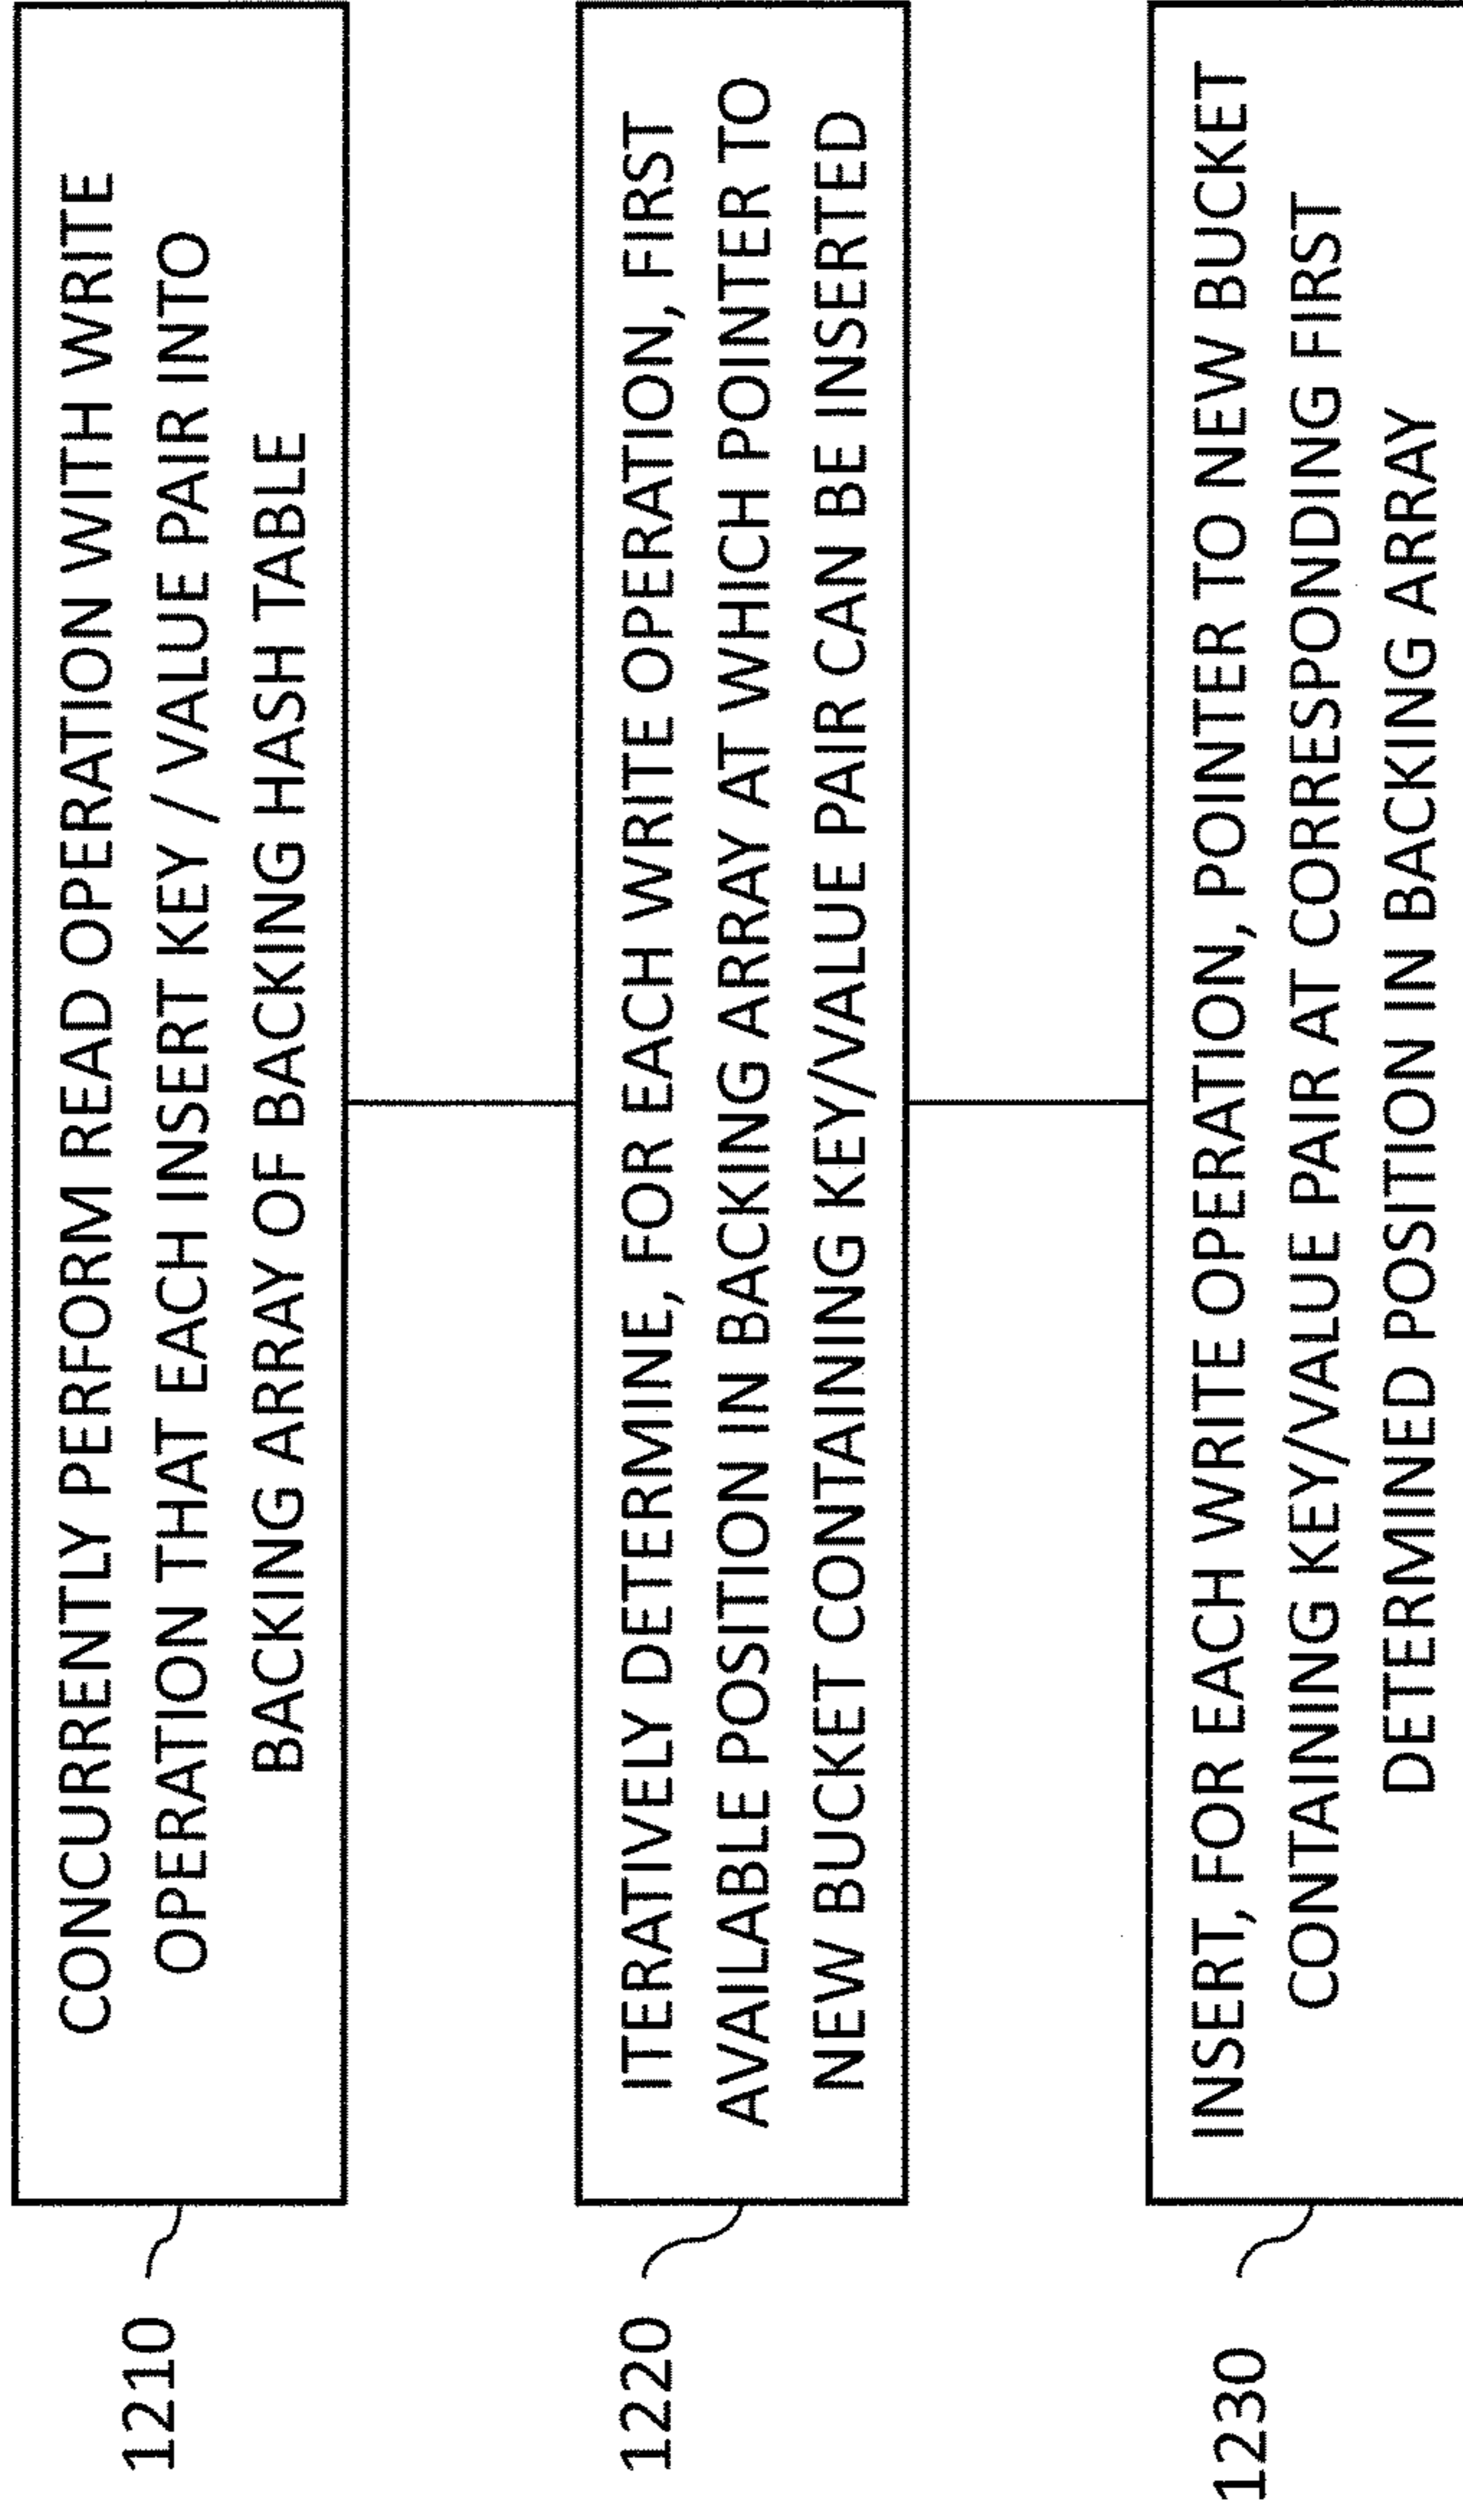 1210
CONCURRENTLY PERFORM READ OPERATION WITH WRITE
OPERATION THAT EACH INSERT KEY / VALUE PAIR INTO
BACKING ARRAY OF BACKING HASH TABLE
1220
ITERATIVELY DETERMINE, FOR EACH WRITE OPERATION, FIRST
AVAILABLE POSITION IN BACKING ARRAY AT WHICH POINTER TO
NEW BUCKET CONTAINING KEY/VALUE PAIR CAN BE INSERTED
1230
INSERT, FOR EACH WRITE OPERATION, POINTER TO NEW BUCKET
CONTAINING KEY/VALUE PAIR AT CORRESPONDING FIRST
DETERMINED POSITION IN BACKING ARRAY